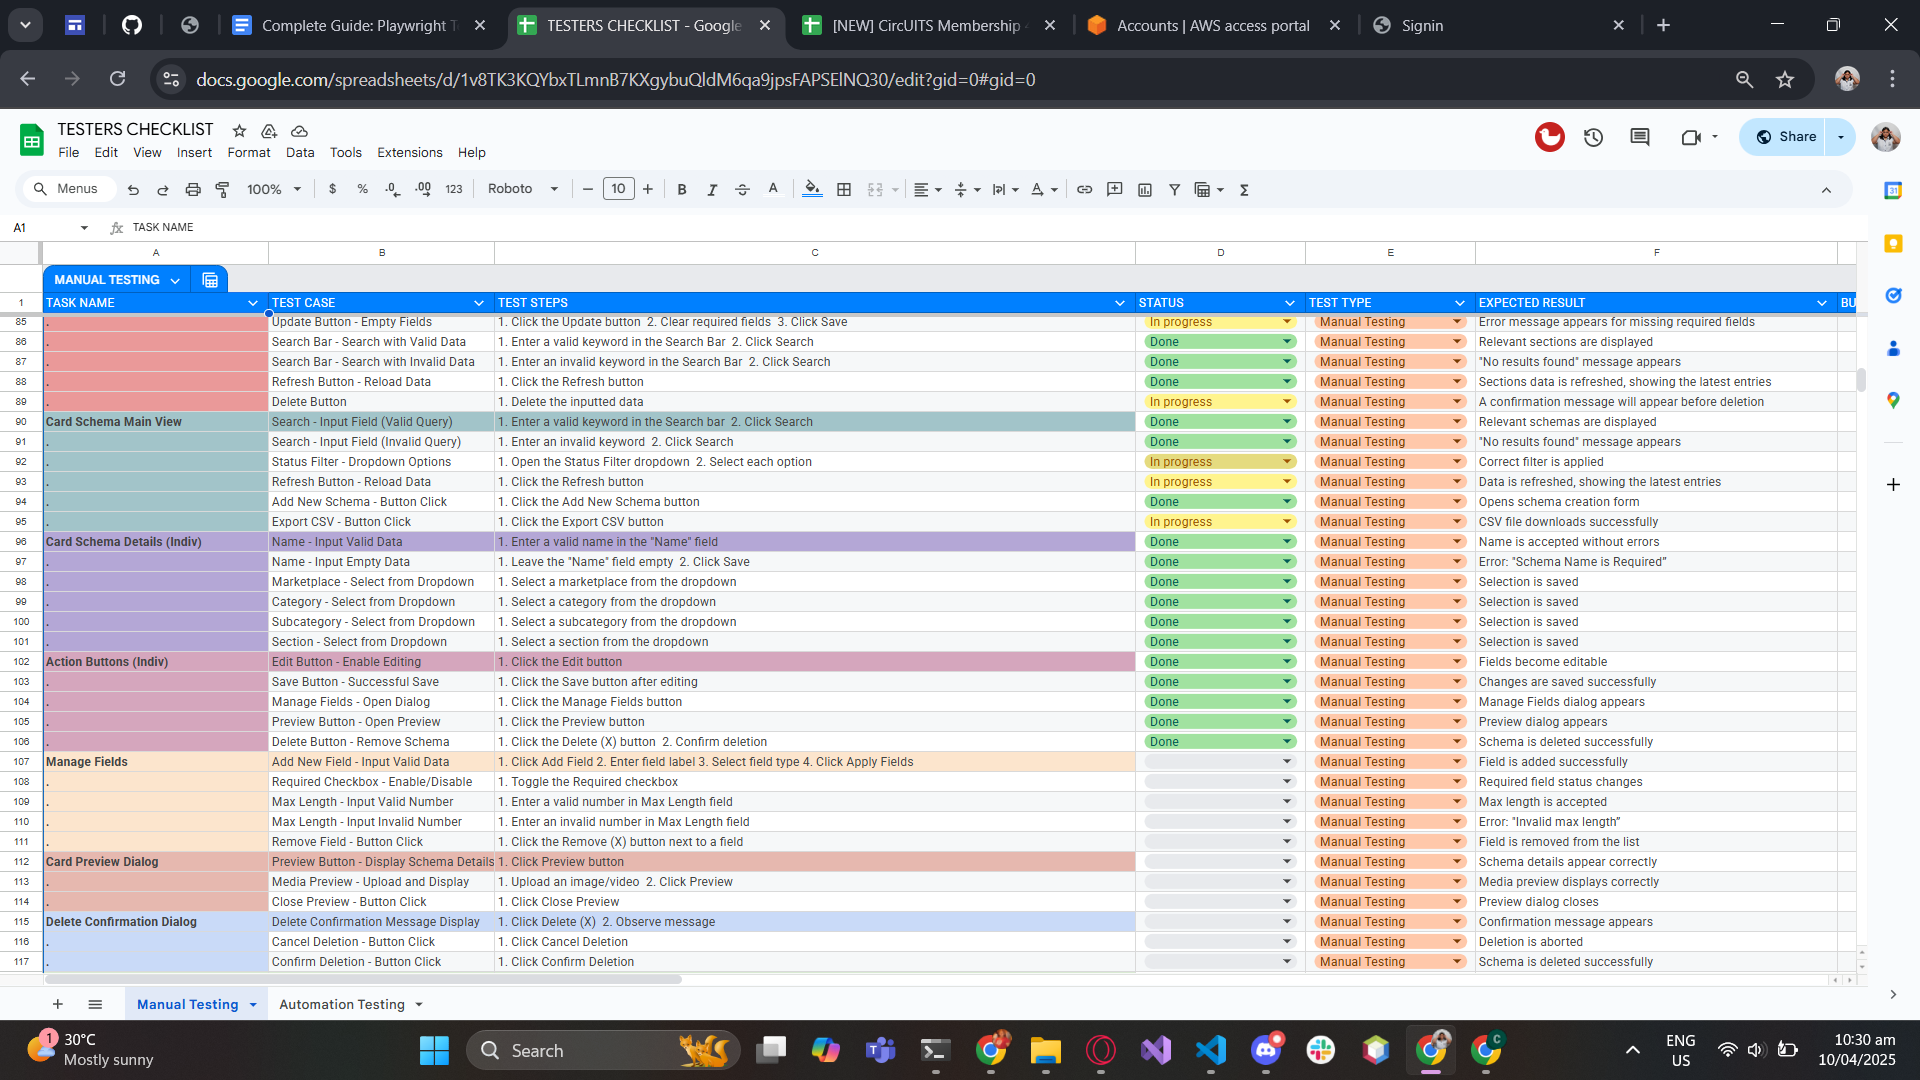 Complete Guide: Playwright T
TESTERS CHECKLIST - Google
[NEW] CircUITS Membership
Accounts | AWS access portal
Signin
docs.google.com/spreadsheets/d/1v8TK3KQYbxTLmnB7KXgybuQldM6qa9jpsFAPSElNQ30/edit?gid=0#gid=0
TESTERS CHECKLIST
File Edit View Insert Format Data Tools Extensions Help
Share
Menus 100% $ % .0 .00 123 Roboto 10 B I A
A1 fx TASK NAME
A B C D E F
MANUAL TESTING
1 TASK NAME TEST CASE TEST STEPS STATUS TEST TYPE EXPECTED RESULT BU
85 . Update Button - Empty Fields 1. Click the Update button 2. Clear required fields 3. Click Save In progress Manual Testing Error message appears for missing required fields
86 . Search Bar - Search with Valid Data 1. Enter a valid keyword in the Search Bar 2. Click Search Done Manual Testing Relevant sections are displayed
87 . Search Bar - Search with Invalid Data 1. Enter an invalid keyword in the Search Bar 2. Click Search Done Manual Testing "No results found" message appears
88 . Refresh Button - Reload Data 1. Click the Refresh button Done Manual Testing Sections data is refreshed, showing the latest entries
89 . Delete Button 1. Delete the inputted data In progress Manual Testing A confirmation message will appear before deletion
90 Card Schema Main View Search - Input Field (Valid Query) 1. Enter a valid keyword in the Search bar 2. Click Search Done Manual Testing Relevant schemas are displayed
91 . Search - Input Field (Invalid Query) 1. Enter an invalid keyword 2. Click Search Done Manual Testing "No results found" message appears
92 . Status Filter - Dropdown Options 1. Open the Status Filter dropdown 2. Select each option In progress Manual Testing Correct filter is applied
93 . Refresh Button - Reload Data 1. Click the Refresh button In progress Manual Testing Data is refreshed, showing the latest entries
94 . Add New Schema - Button Click 1. Click the Add New Schema button Done Manual Testing Opens schema creation form
95 . Export CSV - Button Click 1. Click the Export CSV button In progress Manual Testing CSV file downloads successfully
96 Card Schema Details (Indiv) Name - Input Valid Data 1. Enter a valid name in the "Name" field Done Manual Testing Name is accepted without errors
97 . Name - Input Empty Data 1. Leave the "Name" field empty 2. Click Save Done Manual Testing Error: "Schema Name is Required”
98 . Marketplace - Select from Dropdown 1. Select a marketplace from the dropdown Done Manual Testing Selection is saved
99 . Category - Select from Dropdown 1. Select a category from the dropdown Done Manual Testing Selection is saved
100 . Subcategory - Select from Dropdown 1. Select a subcategory from the dropdown Done Manual Testing Selection is saved
101 . Section - Select from Dropdown 1. Select a section from the dropdown Done Manual Testing Selection is saved
102 Action Buttons (Indiv) Edit Button - Enable Editing 1. Click the Edit button Done Manual Testing Fields become editable
103 . Save Button - Successful Save 1. Click the Save button after editing Done Manual Testing Changes are saved successfully
104 . Manage Fields - Open Dialog 1. Click the Manage Fields button Done Manual Testing Manage Fields dialog appears
105 . Preview Button - Open Preview 1. Click the Preview button Done Manual Testing Preview dialog appears
106 . Delete Button - Remove Schema 1. Click the Delete (X) button 2. Confirm deletion Done Manual Testing Schema is deleted successfully
107 Manage Fields Add New Field - Input Valid Data 1. Click Add Field 2. Enter field label 3. Select field type 4. Click Apply Fields Manual Testing Field is added successfully
108 . Required Checkbox - Enable/Disable 1. Toggle the Required checkbox Manual Testing Required field status changes
109 . Max Length - Input Valid Number 1. Enter a valid number in Max Length field Manual Testing Max length is accepted
110 . Max Length - Input Invalid Number 1. Enter an invalid number in Max Length field Manual Testing Error: "Invalid max length”
111 . Remove Field - Button Click 1. Click the Remove (X) button next to a field Manual Testing Field is removed from the list
112 Card Preview Dialog Preview Button - Display Schema Details 1. Click Preview button Manual Testing Schema details appear correctly
113 . Media Preview - Upload and Display 1. Upload an image/video 2. Click Preview Manual Testing Media preview displays correctly
114 . Close Preview - Button Click 1. Click Close Preview Manual Testing Preview dialog closes
115 Delete Confirmation Dialog Delete Confirmation Message Display 1. Click Delete (X) 2. Observe message Manual Testing Confirmation message appears
116 . Cancel Deletion - Button Click 1. Click Cancel Deletion Manual Testing Deletion is aborted
117 . Confirm Deletion - Button Click 1. Click Confirm Deletion Manual Testing Schema is deleted successfully
Manual Testing Automation Testing
1 30°C
Mostly sunny
Search
ENG
US
10:30 am
10/04/2025